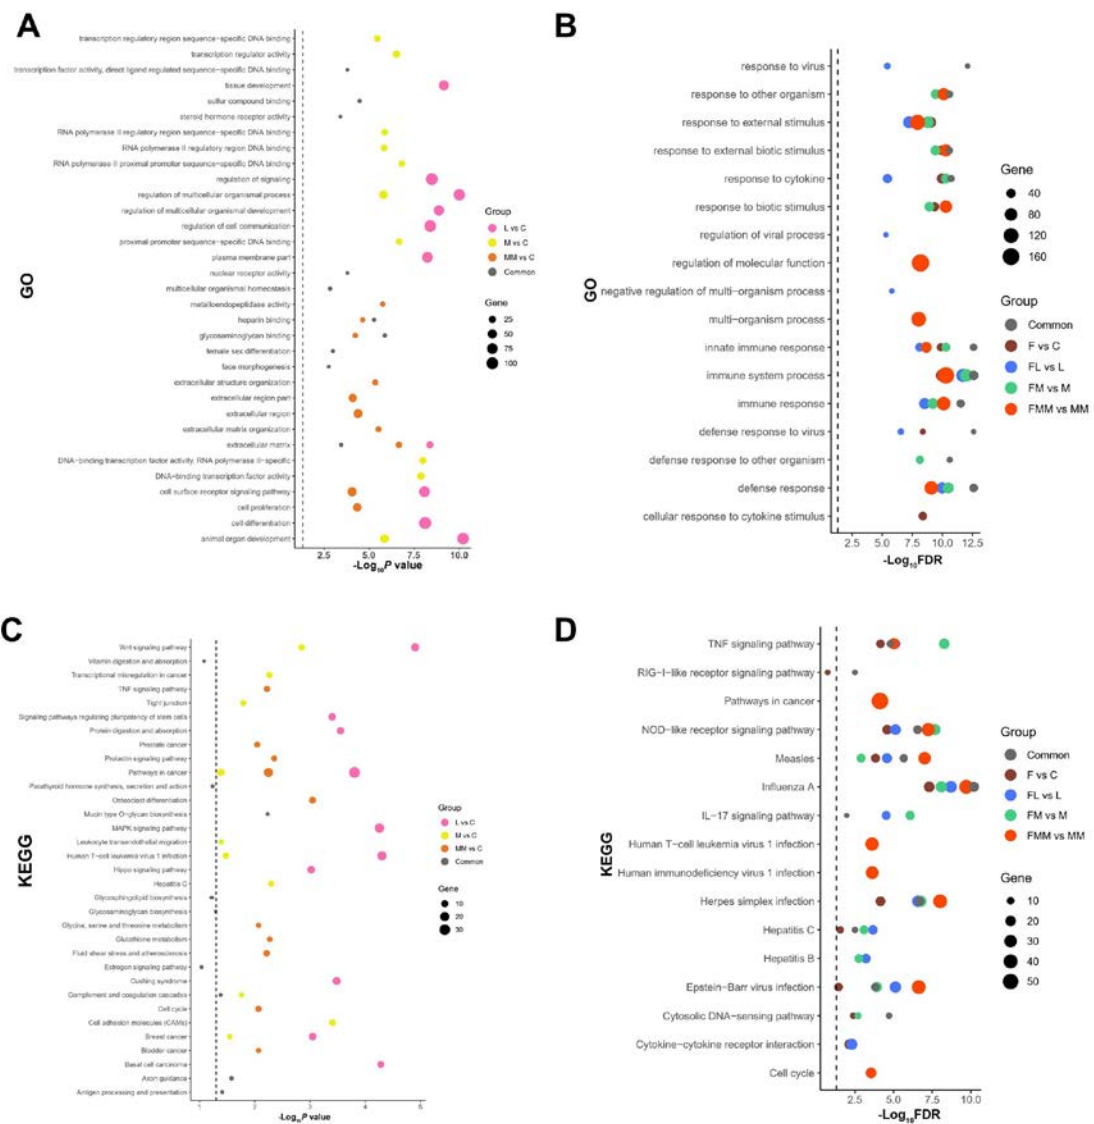 A
transcription regulatory region sequence−specific DNA binding
transcription regulator activity
transcription factor activity, direct ligand regulated sequence−specific DNA binding
tissue development
sulfur compound binding
steroid hormone receptor activity
RNA polymerase II regulatory region sequence−specific DNA binding
RNA polymerase II regulatory region DNA binding
RNA polymerase II proximal promoter sequence−specific DNA binding
regulation of signaling
regulation of multicellular organismal process
regulation of multicellular organismal development
regulation of cell communication
proximal promoter sequence−specific DNA binding
plasma membrane part
nuclear receptor activity
multicellular organismal homeostasis
metalloendopeptidase activity
heparin binding
glycosaminoglycan binding
female sex differentiation
face morphogenesis
extracellular structure organization
extracellular region part
extracellular region
extracellular matrix organization
extracellular matrix
DNA−binding transcription factor activity, RNA polymerase II−specific
DNA−binding transcription factor activity
cell surface receptor signaling pathway
cell proliferation
cell differentiation
animal organ development
GO
2.5 5.0 7.5 10.0
-Log10P value
Group
L vs C
M vs C
MM vs C
Common
Gene
25
50
75
100
B
response to virus
response to other organism
response to external stimulus
response to external biotic stimulus
response to cytokine
response to biotic stimulus
regulation of viral process
regulation of molecular function
negative regulation of multi−organism process
multi−organism process
innate immune response
immune system process
immune response
defense response to virus
defense response to other organism
defense response
cellular response to cytokine stimulus
GO
2.5 5.0 7.5 10.0 12.5
-Log10FDR
Gene
40
80
120
160
Group
Common
F vs C
FL vs L
FM vs M
FMM vs MM
C
Wnt signaling pathway
Vitamin digestion and absorption
Transcriptional misregulation in cancer
TNF signaling pathway
Tight junction
Signaling pathways regulating pluripotency of stem cells
Protein digestion and absorption
Prostate cancer
Prolactin signaling pathway
Pathways in cancer
Parathyroid hormone synthesis, secretion and action
Osteoclast differentiation
Mucin type O−glycan biosynthesis
MAPK signaling pathway
Leukocyte transendothelial migration
Human T−cell leukemia virus 1 infection
Hippo signaling pathway
Hepatitis C
Glycosphingolipid biosynthesis
Glycosaminoglycan biosynthesis
Glycine, serine and threonine metabolism
Glutathione metabolism
Fluid shear stress and atherosclerosis
Estrogen signaling pathway
Cushing syndrome
Complement and coagulation cascades
Cell cycle
Cell adhesion molecules (CAMs)
Breast cancer
Bladder cancer
Basal cell carcinoma
Axon guidance
Antigen processing and presentation
KEGG
1 2 3 4 5
-Log10P value
Group
L vs C
M vs C
MM vs C
Common
Gene
10
20
30
D
TNF signaling pathway
RIG−I−like receptor signaling pathway
Pathways in cancer
NOD−like receptor signaling pathway
Measles
Influenza A
IL−17 signaling pathway
Human T−cell leukemia virus 1 infection
Human immunodeficiency virus 1 infection
Herpes simplex infection
Hepatitis C
Hepatitis B
Epstein−Barr virus infection
Cytosolic DNA−sensing pathway
Cytokine−cytokine receptor interaction
Cell cycle
KEGG
2.5 5.0 7.5 10.0
-Log10FDR
Group
Common
F vs C
FL vs L
FM vs M
FMM vs MM
Gene
10
20
30
40
50